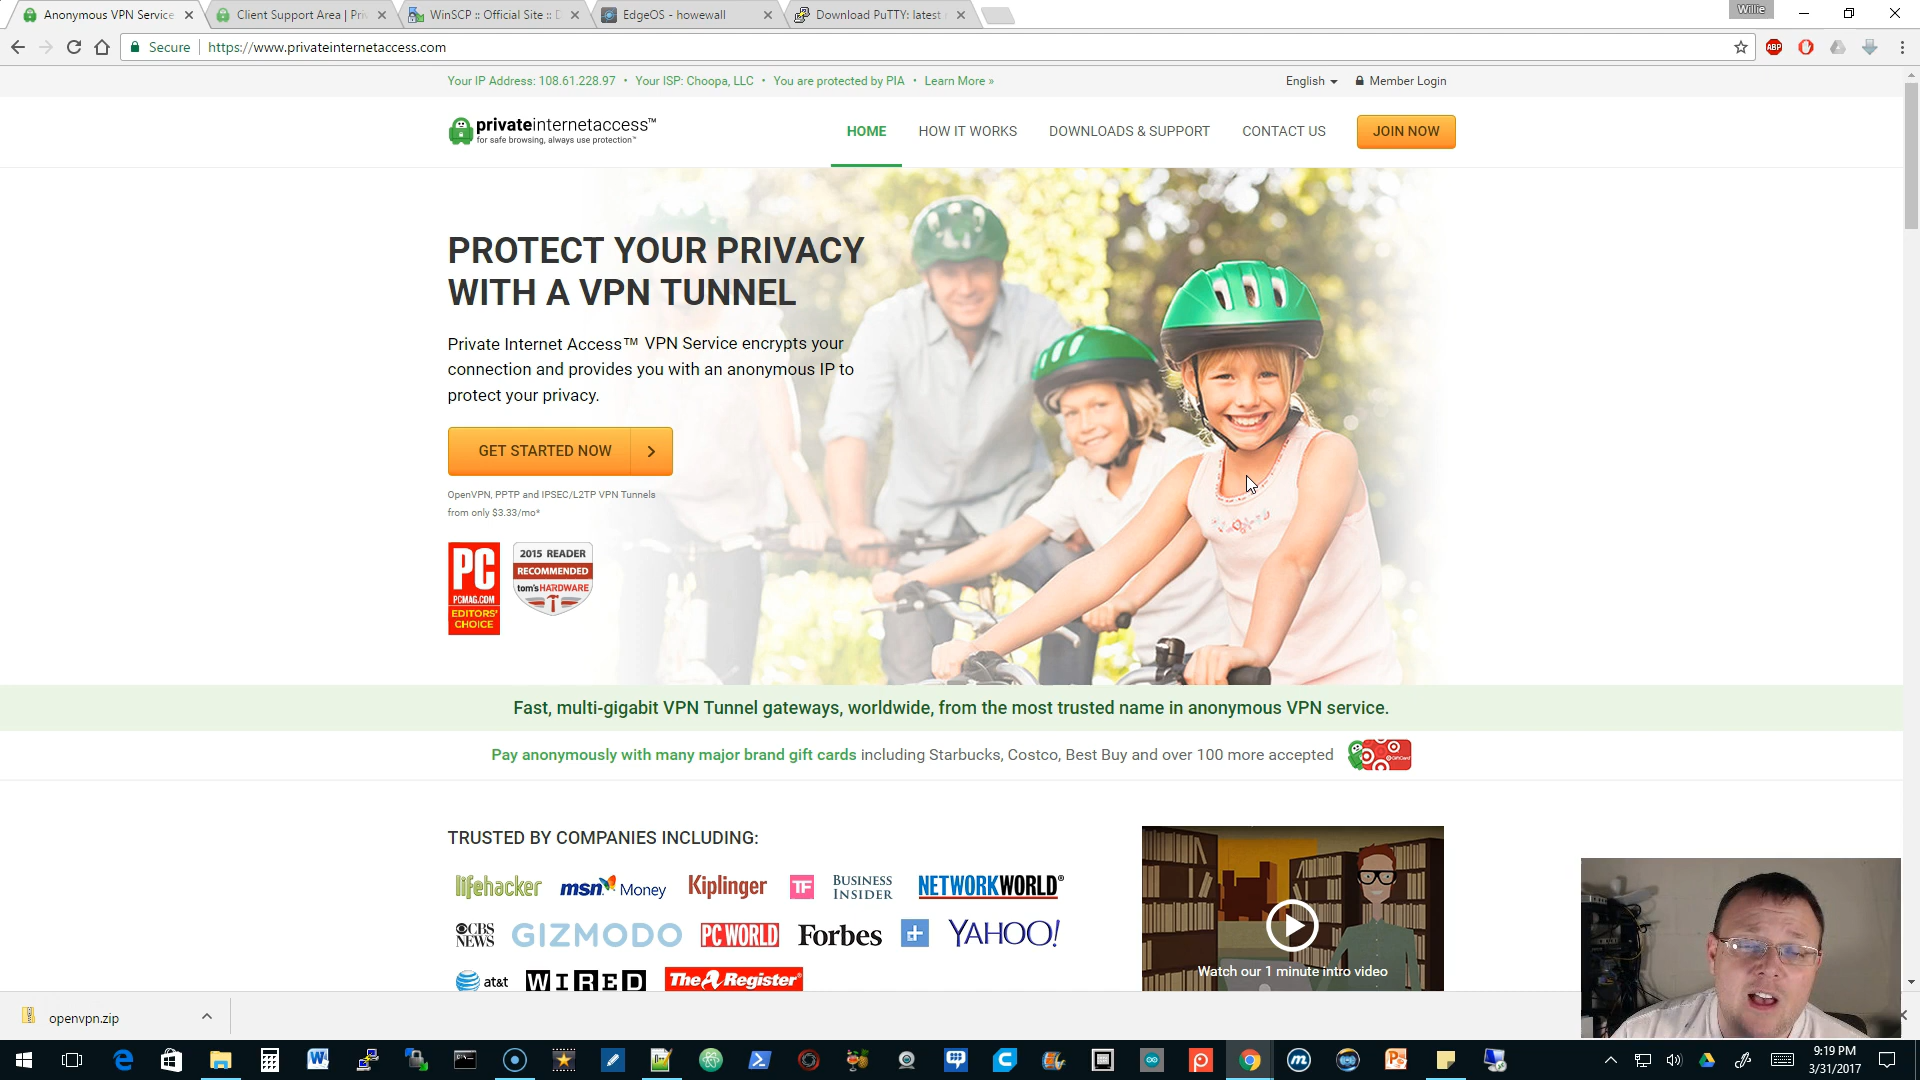 Anonymous VPN Service
Client Support Area | Pri
WinSCP :: Official Site :: D
EdgeOS - howewall
Download PuTTY: latest
Willie
Secure
https://www.privateinternetaccess.com
ABP
Your IP Address: 108.61.228.97 • Your ISP: Choopa, LLC • You are protected by PIA • Learn More »
English
Member Login
privateinternetaccess™
for safe browsing, always use protection™
HOME
HOW IT WORKS
DOWNLOADS & SUPPORT
CONTACT US
JOIN NOW
PROTECT YOUR PRIVACY
WITH A VPN TUNNEL
Private Internet Access™ VPN Service encrypts your
connection and provides you with an anonymous IP to
protect your privacy.
GET STARTED NOW
OpenVPN, PPTP and IPSEC/L2TP VPN Tunnels
from only $3.33/mo*
PC
PCMAG.COM
EDITORS'
CHOICE
2015 READER
RECOMMENDED
tom's HARDWARE
Fast, multi-gigabit VPN Tunnel gateways, worldwide, from the most trusted name in anonymous VPN service.
Pay anonymously with many major brand gift cards including Starbucks, Costco, Best Buy and over 100 more accepted
TRUSTED BY COMPANIES INCLUDING:
lifehacker
msn Money
Kiplinger
TF
BUSINESS
INSIDER
NETWORKWORLD
CBS
NEWS
GIZMODO
PCWORLD
Forbes
YAHOO!
at&t
WIRED
The Register
Watch our 1 minute intro video
openvpn.zip
9:19 PM
3/31/2017